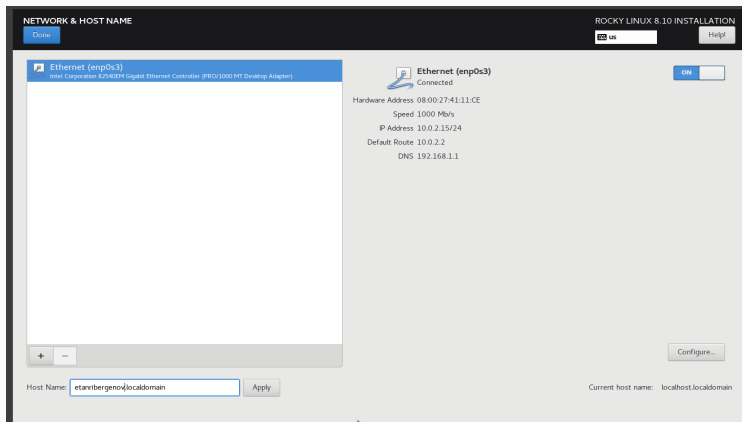 NETWORK & HOST NAME
Done
ROCKY LINUX 8.10 INSTALLATION
us
Help!
Ethernet (enp0s3)
Intel Corporation 82540EM Gigabit Ethernet Controller (PRO/1000 MT Desktop Adapter)
Ethernet (enp0s3)
Connected
ON
Hardware Address 08:00:27:41:11:CE
Speed 1000 Mb/s
IP Address 10.0.2.15/24
Default Route 10.0.2.2
DNS 192.168.1.1
+ −
Configure...
Host Name: etanribergenov.localdomain Apply
Current host name: localhost.localdomain